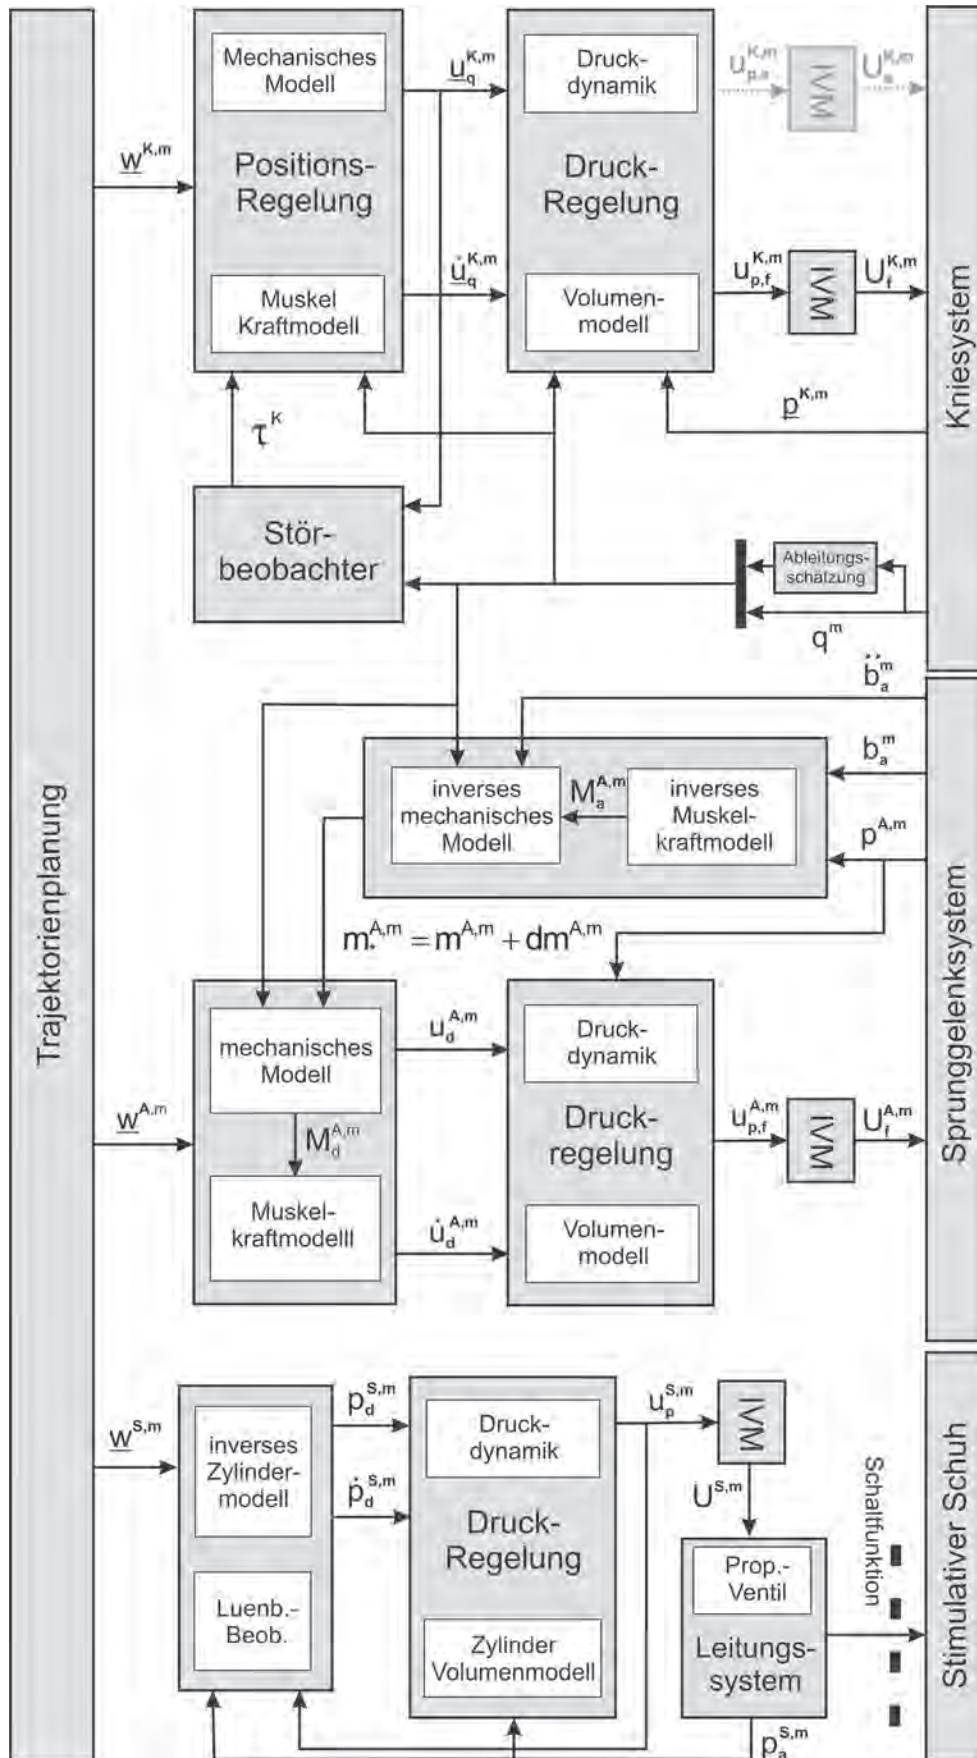 Trajektorienplanung
w^K,m
Mechanisches
Modell
Positions-
Regelung
Muskel
Kraftmodell
u_q^K,m
u̇_q^K,m
Druck-
dynamik
Druck-
Regelung
Volumen-
modell
u_p,a^K,m
IVM
U_a^K,m
u_p,f^K,m
IVM
U_f^K,m
p^K,m
Kniesystem
τ^K
Stör-
beobachter
Ableitungs-
schätzung
q^m
b̈_a^m
b_a^m
p^A,m
inverses
mechanisches
Modell
M_a^A,m
inverses
Muskel-
kraftmodell
m.^A,m = m^A,m + dm^A,m
Sprunggelenksystem
w^A,m
mechanisches
Modell
M_d^A,m
Muskel-
kraftmodelll
u_d^A,m
u̇_d^A,m
Druck-
dynamik
Druck-
regelung
Volumen-
modell
u_p,f^A,m
IVM
U_f^A,m
w^S,m
inverses
Zylinder-
modell
Luenb.-
Beob.
p_d^S,m
ṗ_d^S,m
Druck-
dynamik
Druck-
Regelung
Zylinder
Volumenmodell
u_p^S,m
IVM
U^S,m
Prop.-
Ventil
Leitungs-
system
p_a^S,m
Schaltfunktion
Stimulativer Schuh